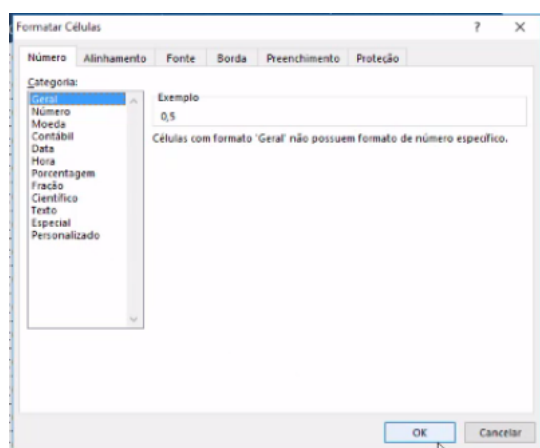 Formatar Células ? ×
Número Alinhamento Fonte Borda Preenchimento Proteção
Categoria:
Geral
Número
Moeda
Contábil
Data
Hora
Porcentagem
Fração
Científico
Texto
Especial
Personalizado
Exemplo
0,5
Células com formato 'Geral' não possuem formato de número específico.
OK Cancelar